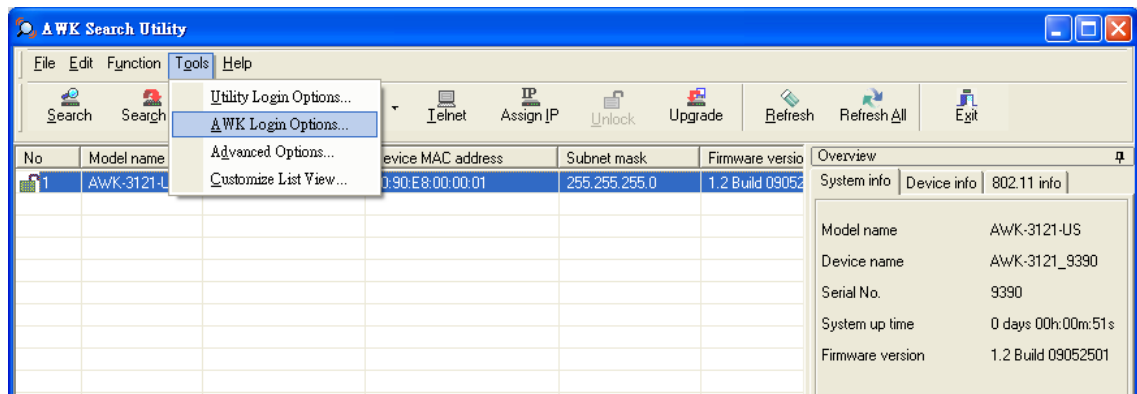 AWK Search Utility
File Edit Function Tools Help
Search Search Telnet Assign IP Unlock Upgrade Refresh Refresh All Exit
Utility Login Options...
AWK Login Options...
Advanced Options...
Customize List View...
No Model name evice MAC address Subnet mask Firmware versio
1 AWK-3121-U 0:90:E8:00:00:01 255.255.255.0 1.2 Build 09052
Overview
System info Device info 802.11 info
Model name AWK-3121-US
Device name AWK-3121_9390
Serial No. 9390
System up time 0 days 00h:00m:51s
Firmware version 1.2 Build 09052501